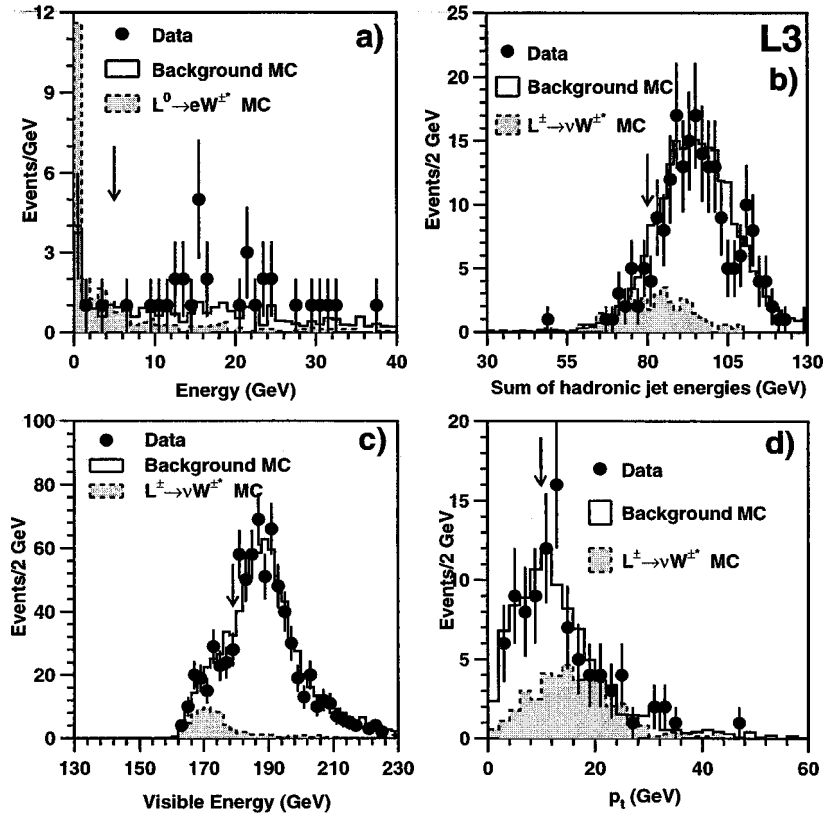 a)
Data
Background MC
L⁰→eW±* MC
Events/GeV
12
9
6
3
0
0 10 20 30 40
Energy (GeV)
L3
b)
Data
Background MC
L±→νW±* MC
Events/2 GeV
25
20
15
10
5
0
30 55 80 105 130
Sum of hadronic jet energies (GeV)
c)
Data
Background MC
L±→νW±* MC
Events/2 GeV
100
80
60
40
20
0
130 150 170 190 210 230
Visible Energy (GeV)
d)
Data
Background MC
L±→νW±* MC
Events/2 GeV
20
15
10
5
0
0 20 40 60
pt (GeV)